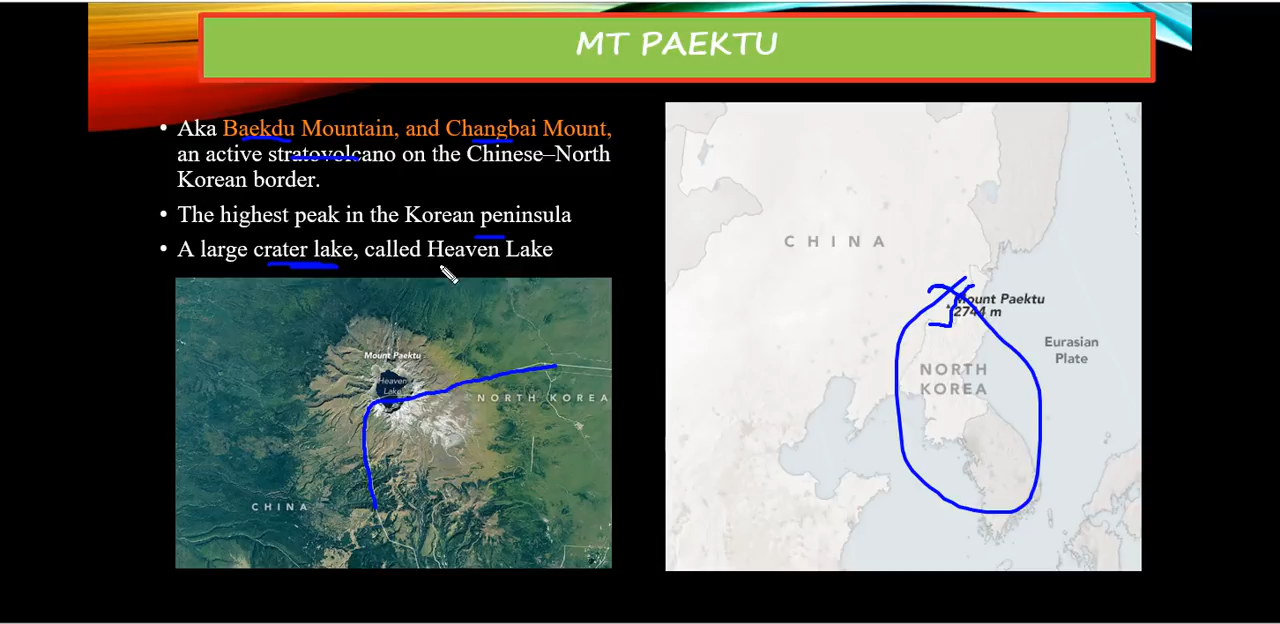 MT PAEKTU
• Aka Baekdu Mountain, and Changbai Mount,
an active stratovolcano on the Chinese–North
Korean border.
• The highest peak in the Korean peninsula
• A large crater lake, called Heaven Lake
Mount Paektu
Heaven
Lake
NORTH KOREA
CHINA
CHINA
Mount Paektu
2744 m
Eurasian
Plate
NORTH
KOREA